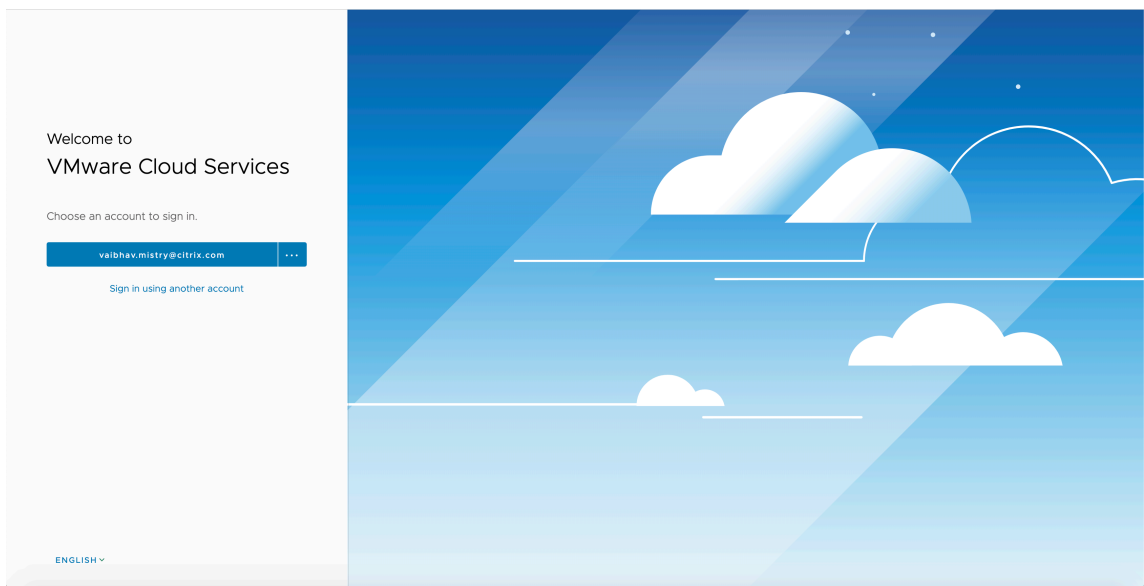 Welcome to
VMware Cloud Services
Choose an account to sign in.
vaibhav.mistry@citrix.com
Sign in using another account
ENGLISH